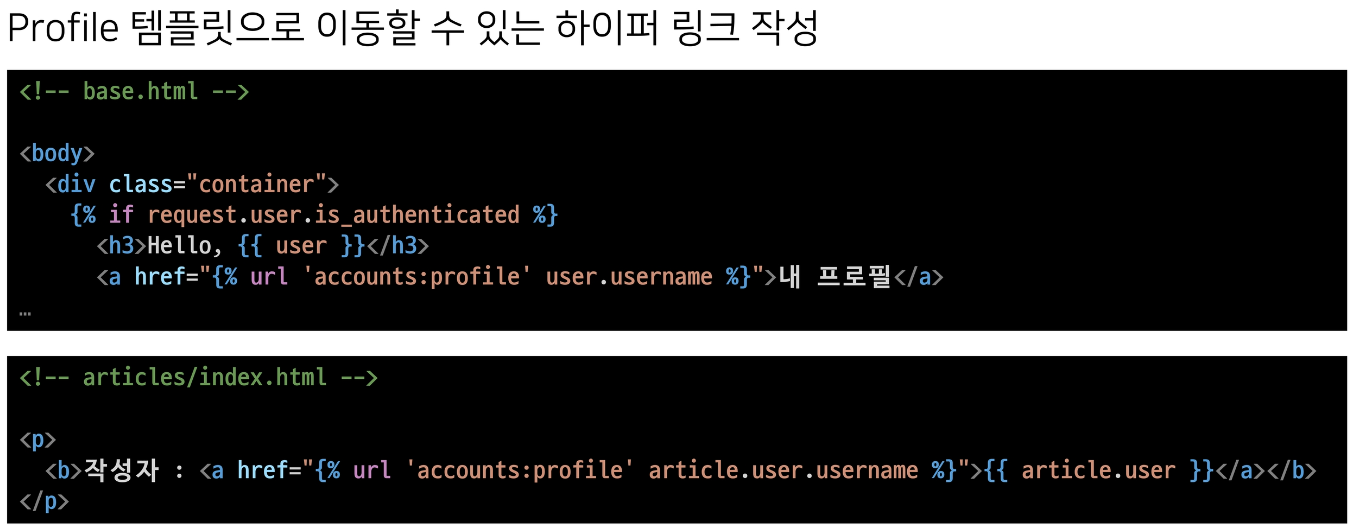 Profile 템플릿으로 이동할 수 있는 하이퍼 링크 작성
<!-- base.html -->
<body>
  <div class="container">
    {% if request.user.is_authenticated %}
      <h3>Hello, {{ user }}</h3>
      <a href="{% url 'accounts:profile' user.username %}">내 프로필</a>
…
<!-- articles/index.html -->
<p>
  <b>작성자 : <a href="{% url 'accounts:profile' article.user.username %}">{{ article.user }}</a></b>
</p>